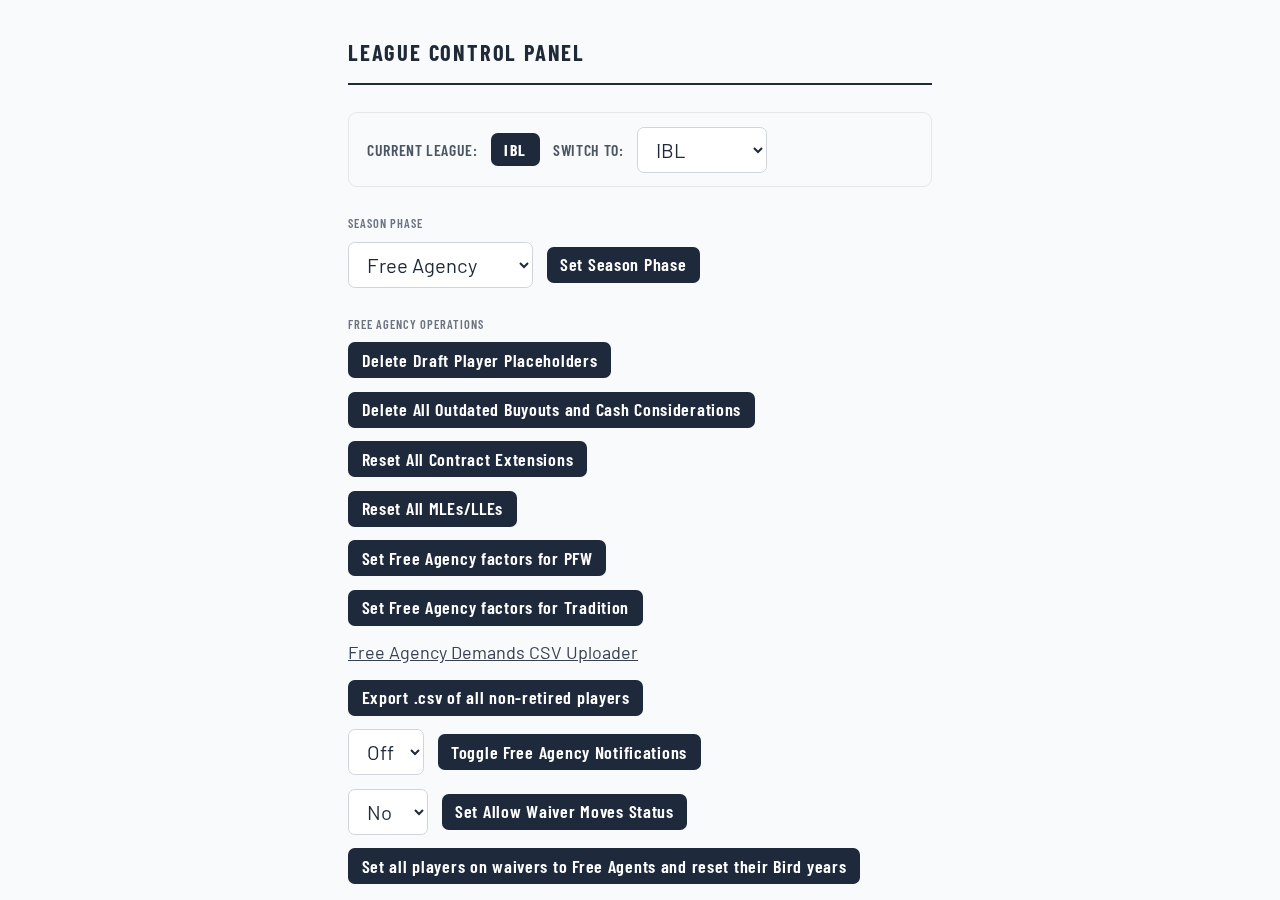 LEAGUE CONTROL PANEL
CURRENT LEAGUE: IBL SWITCH TO: IBL
SEASON PHASE
Free Agency Set Season Phase
FREE AGENCY OPERATIONS
Delete Draft Player Placeholders
Delete All Outdated Buyouts and Cash Considerations
Reset All Contract Extensions
Reset All MLEs/LLEs
Set Free Agency factors for PFW
Set Free Agency factors for Tradition
Free Agency Demands CSV Uploader
Export .csv of all non-retired players
Off Toggle Free Agency Notifications
No Set Allow Waiver Moves Status
Set all players on waivers to Free Agents and reset their Bird years